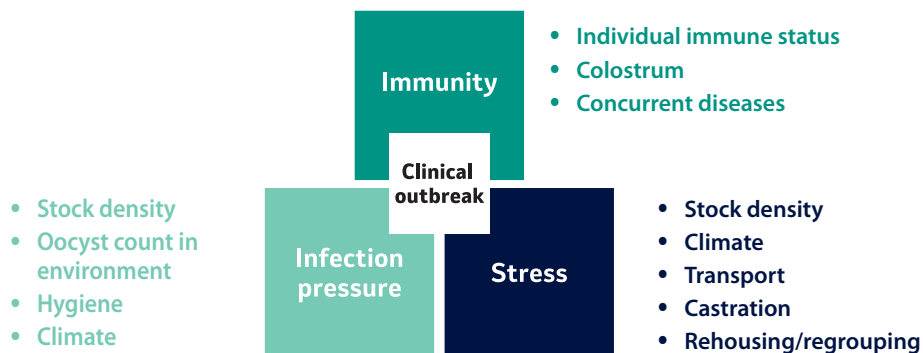 Immunity
• Individual immune status
• Colostrum
• Concurrent diseases
Clinical
outbreak
• Stock density
• Oocyst count in
environment
• Hygiene
• Climate
Infection
pressure
Stress
• Stock density
• Climate
• Transport
• Castration
• Rehousing/regrouping